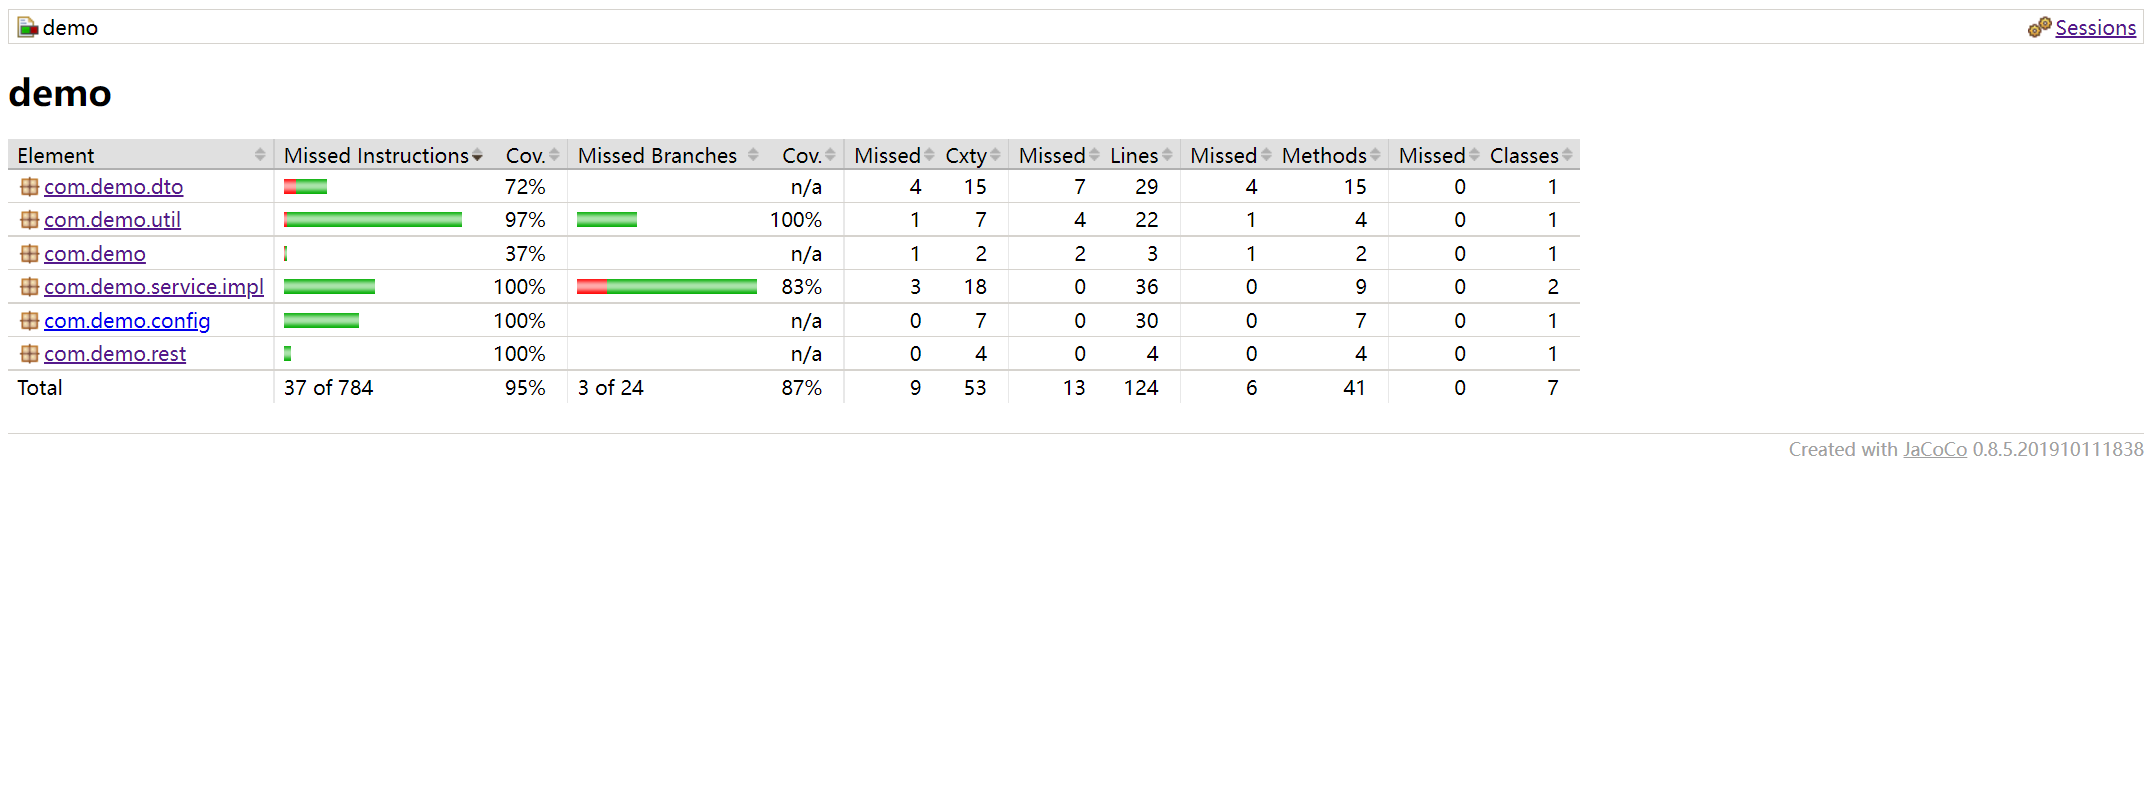 demo Sessions
demo
Element Missed Instructions Cov. Missed Branches Cov. Missed Cxty Missed Lines Missed Methods Missed Classes
com.demo.dto 72% n/a 4 15 7 29 4 15 0 1
com.demo.util 97% 100% 1 7 4 22 1 4 0 1
com.demo 37% n/a 1 2 2 3 1 2 0 1
com.demo.service.impl 100% 83% 3 18 0 36 0 9 0 2
com.demo.config 100% n/a 0 7 0 30 0 7 0 1
com.demo.rest 100% n/a 0 4 0 4 0 4 0 1
Total 37 of 784 95% 3 of 24 87% 9 53 13 124 6 41 0 7
Created with JaCoCo 0.8.5.201910111838